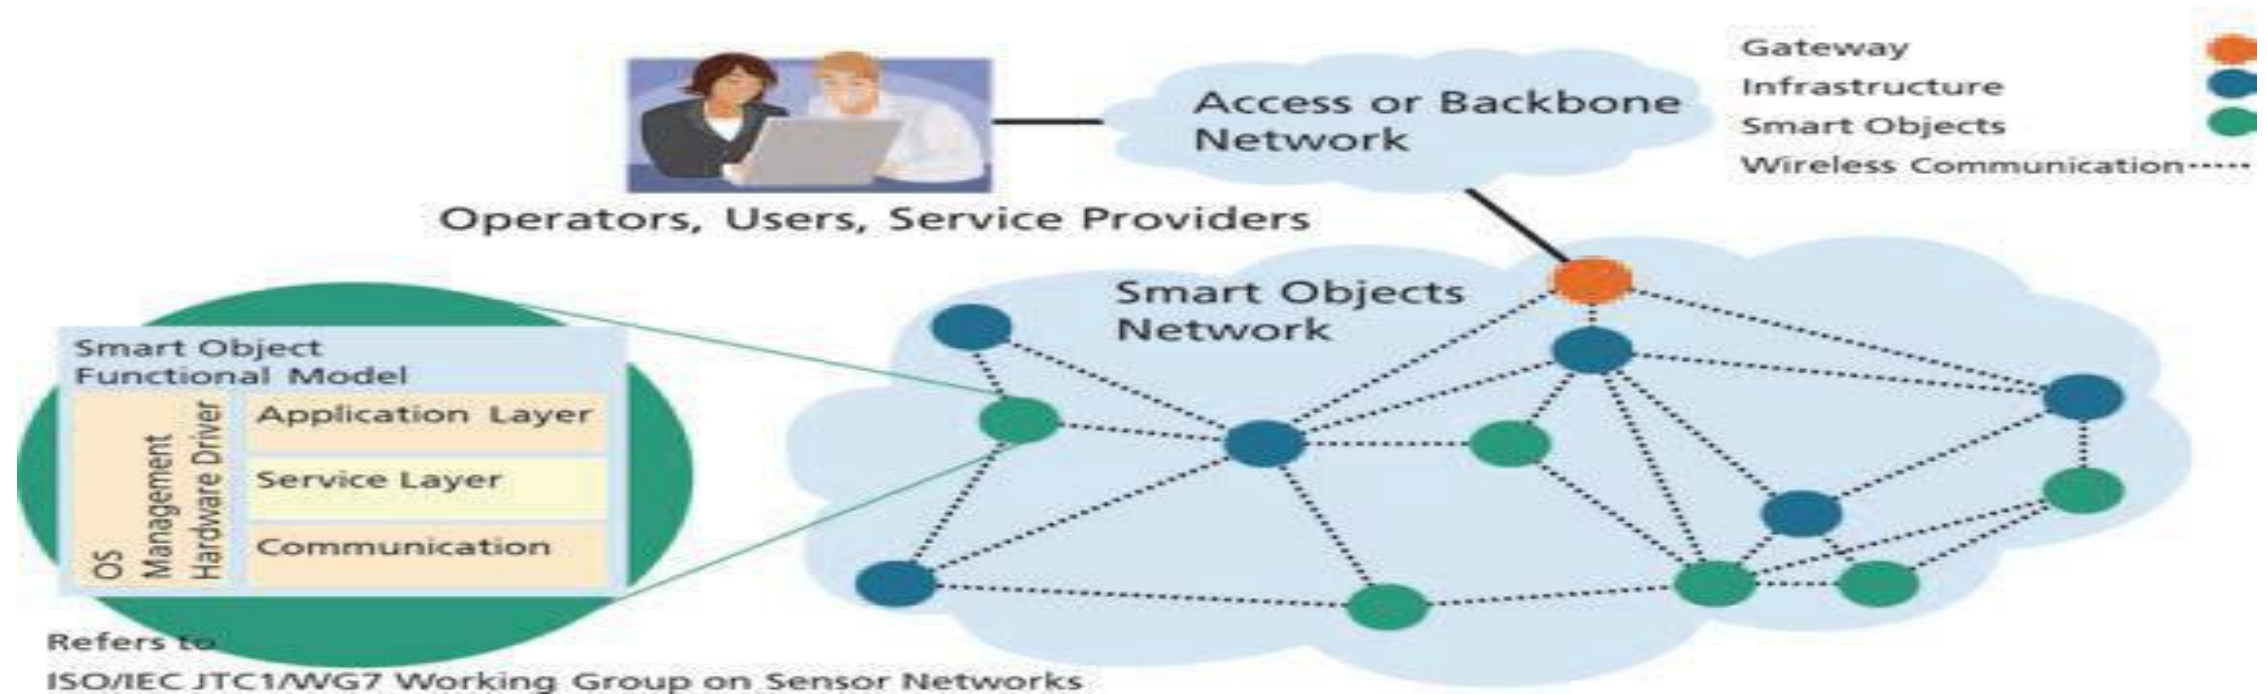 Gateway
Infrastructure
Smart Objects
Wireless Communication
Access or Backbone
Network
Operators, Users, Service Providers
Smart Objects
Network
Smart Object
Functional Model
OS
Management
Hardware Driver
Application Layer
Service Layer
Communication
Refers to
ISO/IEC JTC1/WG7 Working Group on Sensor Networks